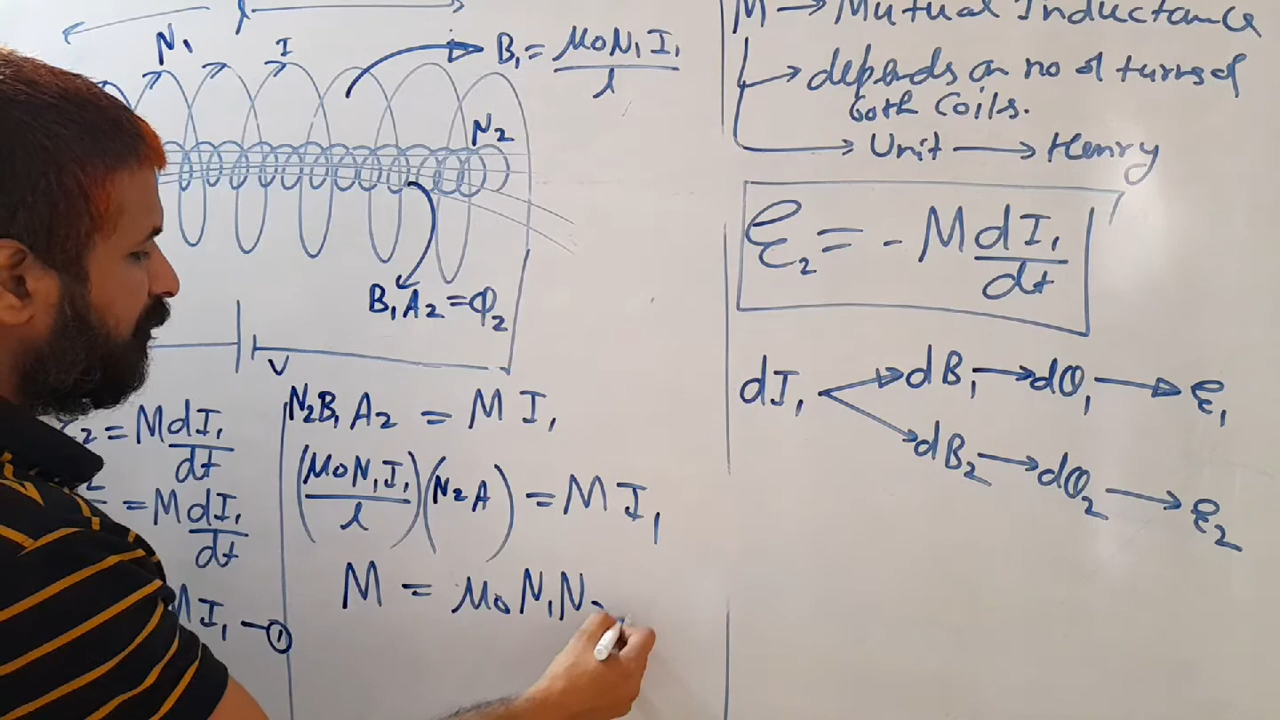 l
N₁ I B₁ = μ₀N₁I₁/l
N₂
B₁A₂ = Φ₂
V
₂ = M dI₁/dt
= M dI₁/dt
M I₁ — ①
N₂B₁A₂ = M I₁
(μ₀N₁I₁/l)(N₂A) = M I₁
M = μ₀N₁N₂
M → Mutual Inductance
→ depends on no of turns of
both coils.
→ Unit → Henry
ℰ₂ = - M dI₁/dt
dI₁ → dB₁ → dΦ₁ → ℰ₁
→ dB₂ → dΦ₂ → ℰ₂